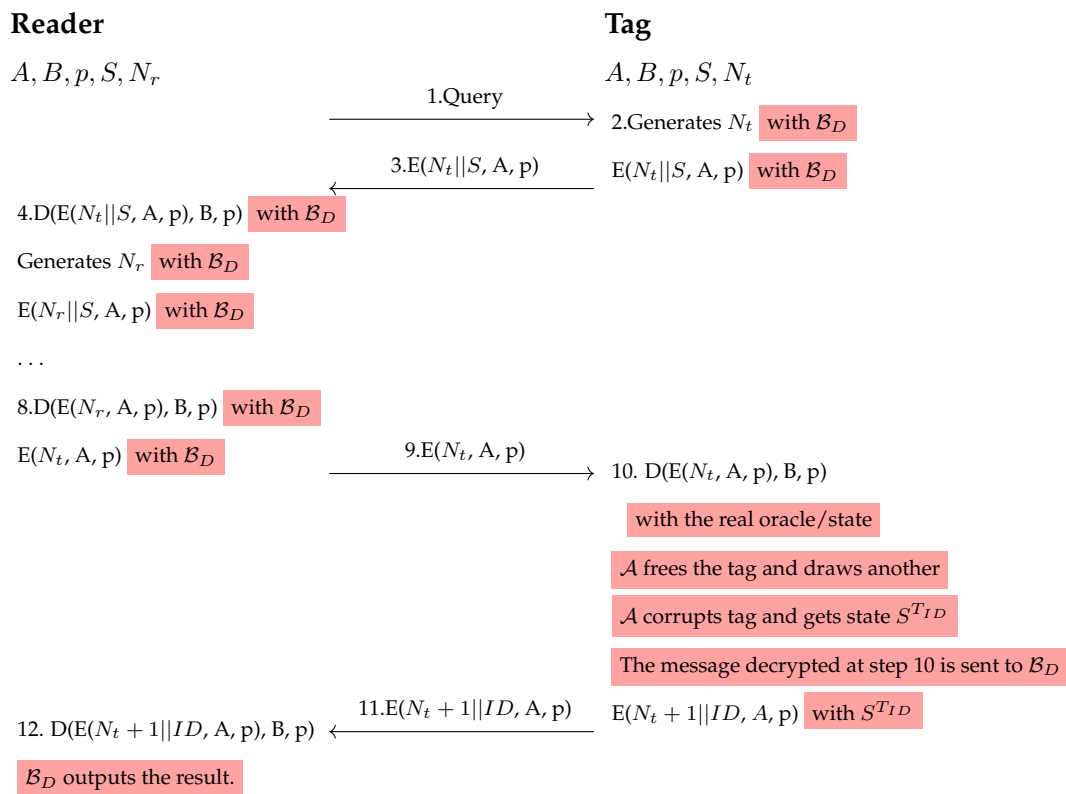 Reader Tag
A, B, p, S, N_r A, B, p, S, N_t
1.Query
2.Generates N_t with 𝓑_D
3.E(N_t||S, A, p) E(N_t||S, A, p) with 𝓑_D
4.D(E(N_t||S, A, p), B, p) with 𝓑_D
Generates N_r with 𝓑_D
E(N_r||S, A, p) with 𝓑_D
...
8.D(E(N_r, A, p), B, p) with 𝓑_D
E(N_t, A, p) with 𝓑_D 9.E(N_t, A, p)
10. D(E(N_t, A, p), B, p)
with the real oracle/state
𝓐 frees the tag and draws another
𝓐 corrupts tag and gets state S^{T_{ID}}
The message decrypted at step 10 is sent to 𝓑_D
11.E(N_t + 1||ID, A, p) E(N_t + 1||ID, A, p) with S^{T_{ID}}
12. D(E(N_t + 1||ID, A, p), B, p)
𝓑_D outputs the result.